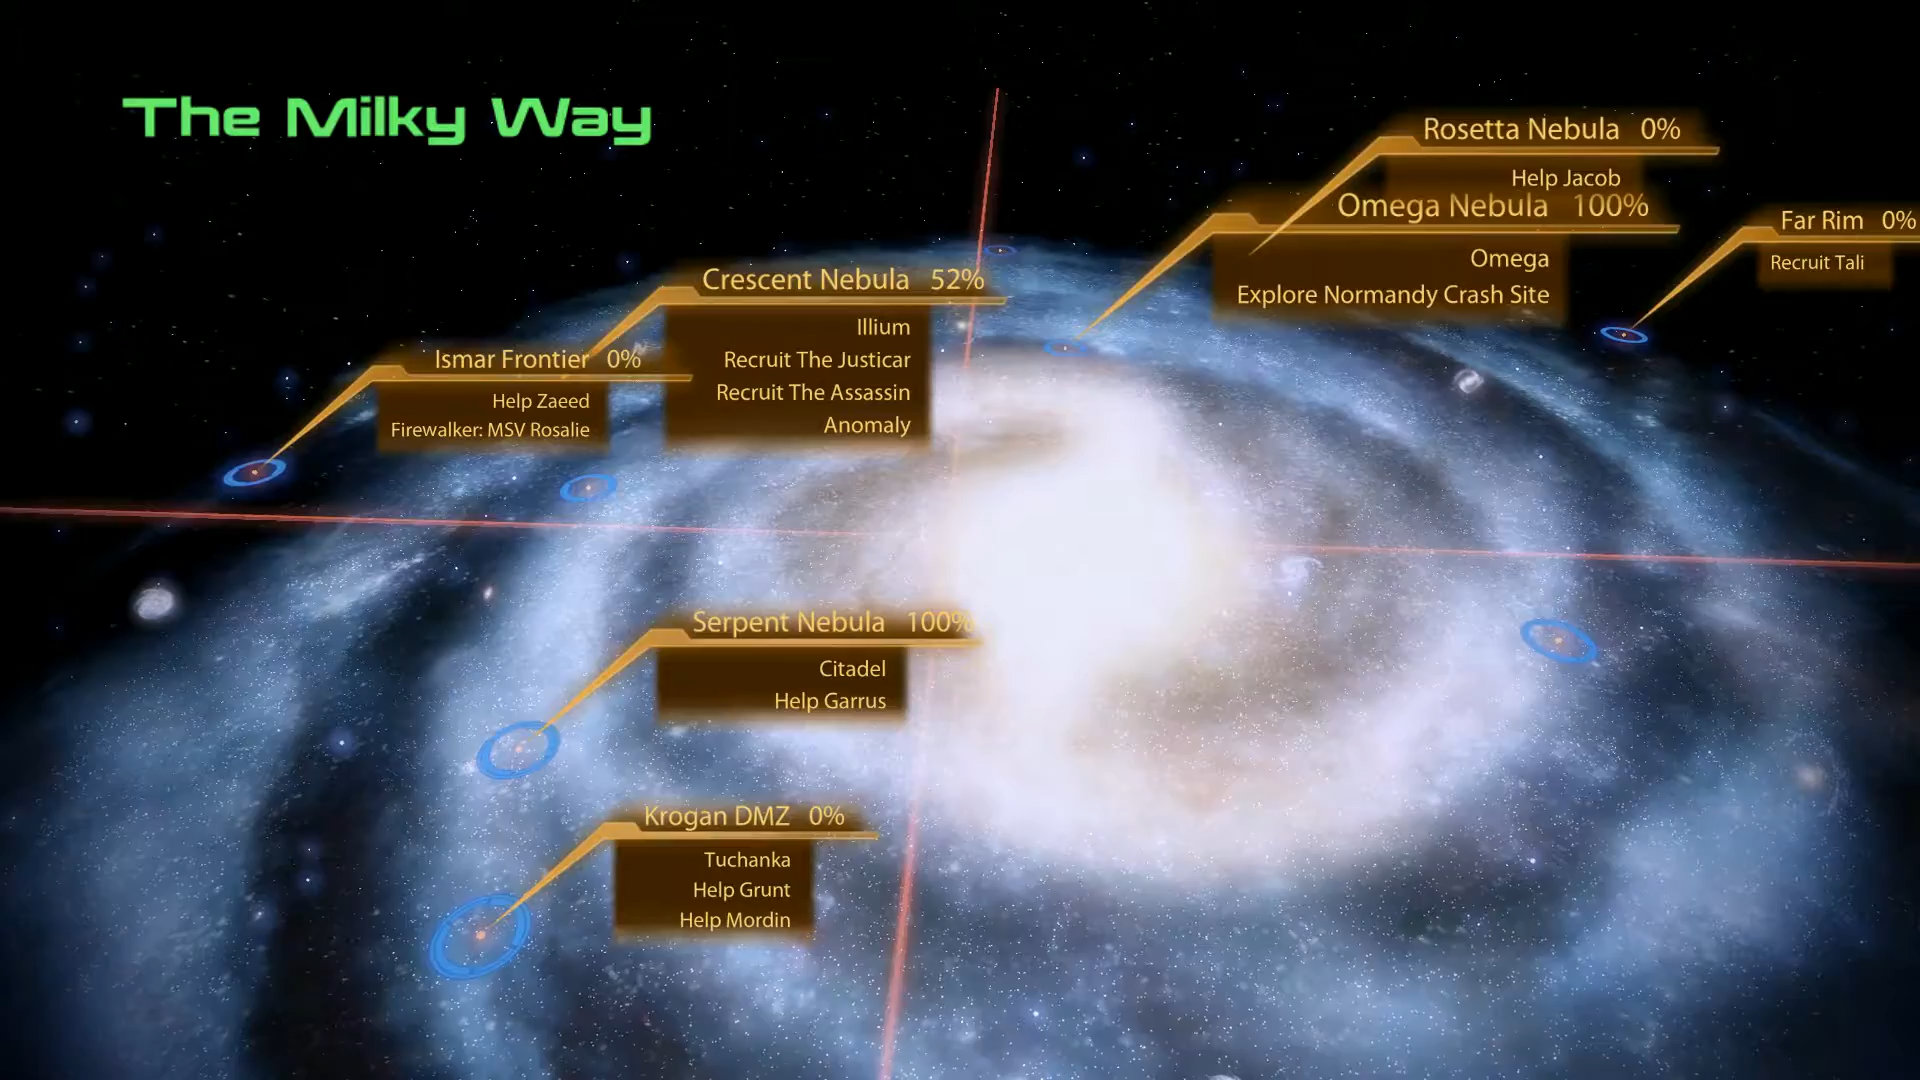 The Milky Way
Rosetta Nebula 0%
Help Jacob
Omega Nebula 100%
Omega
Explore Normandy Crash Site
Far Rim 0%
Recruit Tali
Crescent Nebula 52%
Illium
Recruit The Justicar
Recruit The Assassin
Anomaly
Ismar Frontier 0%
Help Zaeed
Firewalker: MSV Rosalie
Serpent Nebula 100%
Citadel
Help Garrus
Krogan DMZ 0%
Tuchanka
Help Grunt
Help Mordin